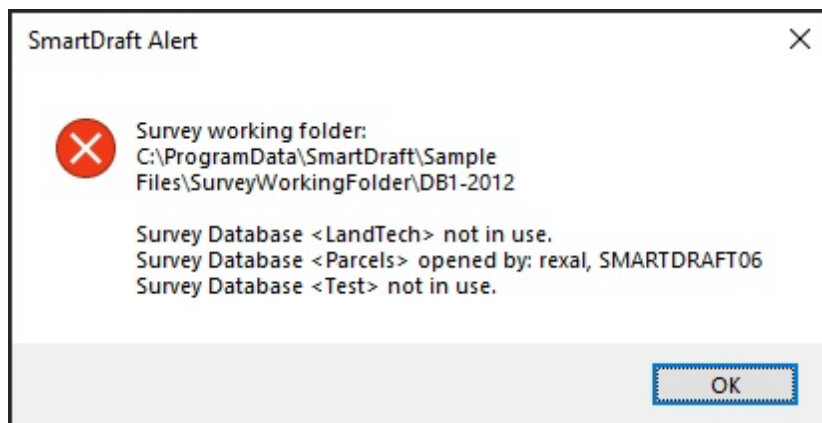 SmartDraft Alert
Survey working folder:
C:\ProgramData\SmartDraft\Sample
Files\SurveyWorkingFolder\DB1-2012
Survey Database <LandTech> not in use.
Survey Database <Parcels> opened by: rexal, SMARTDRAFT06
Survey Database <Test> not in use.
OK